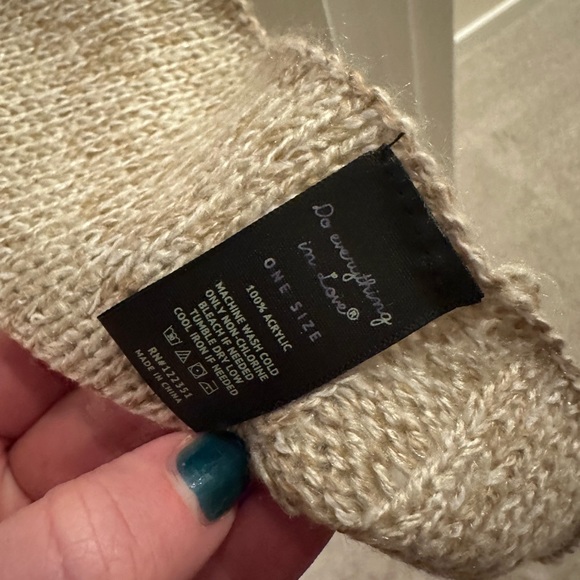 Do everything
in Love®
ONE SIZE
100% ACRYLIC
MACHINE WASH COLD
ONLY NON-CHLORINE
BLEACH IF NEEDED
TUMBLE DRY LOW
COOL IRON IF NEEDED
RN#122351
MADE IN CHINA